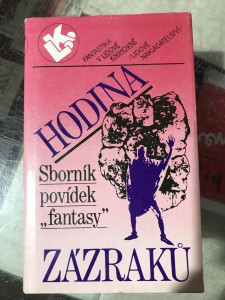 FANTASTIKA
V LIDOVÉ
KNIHOVNĚ
/LIDOVÉ
NAKLADATELSTVÍ/
HODINA
Sborník
povídek
„fantasy”
ZÁZRAKŮ